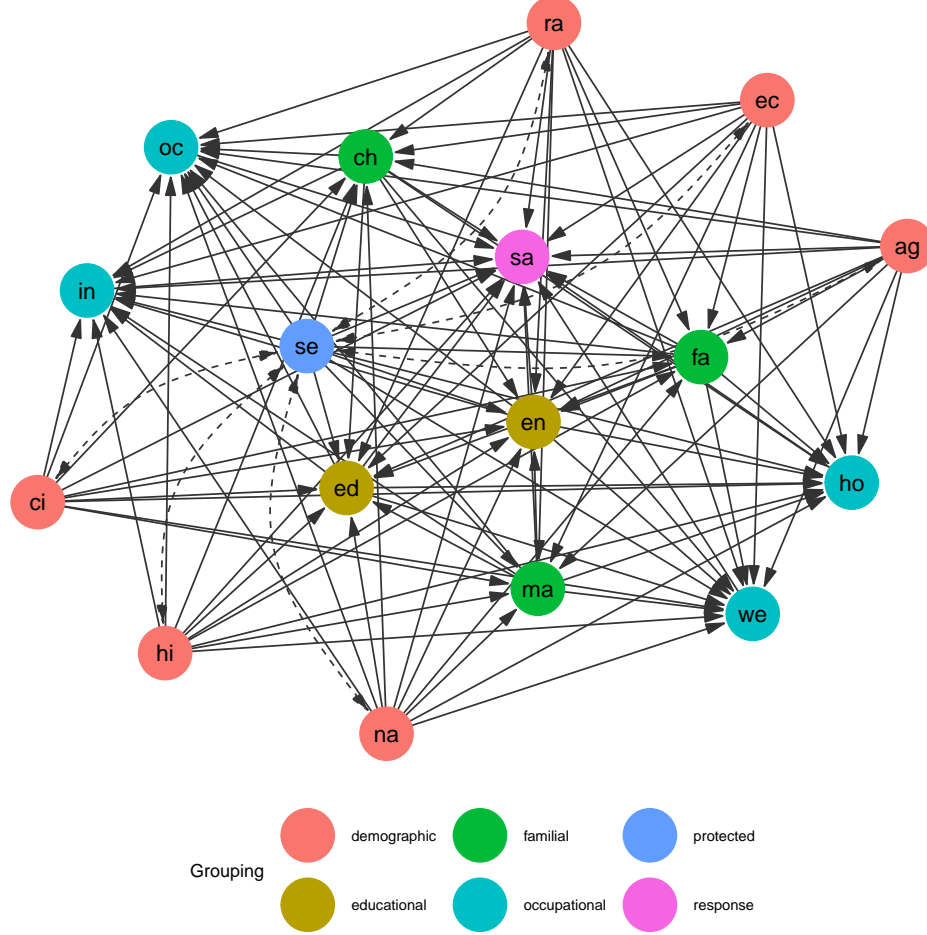 ra
ec
oc
ch
ag
sa
in
se
fa
en
ed
ho
ci
ma
we
hi
na
Grouping
demographic familial protected
educational occupational response